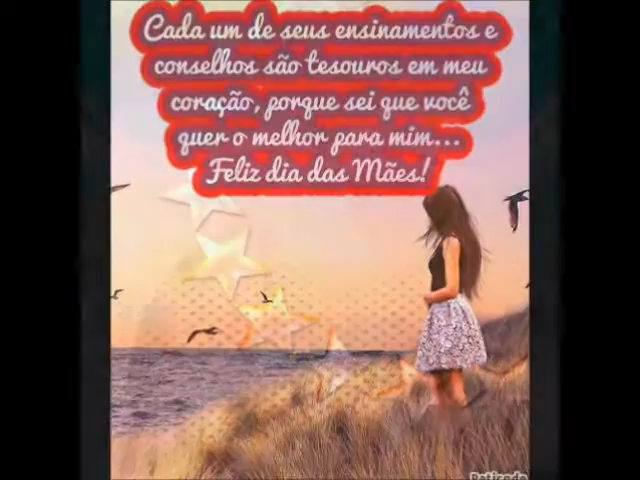 Cada um de seus ensinamentos e
conselhos são tesouros em meu
coração, porque sei que você
quer o melhor para mim...
Feliz dia das Mães!